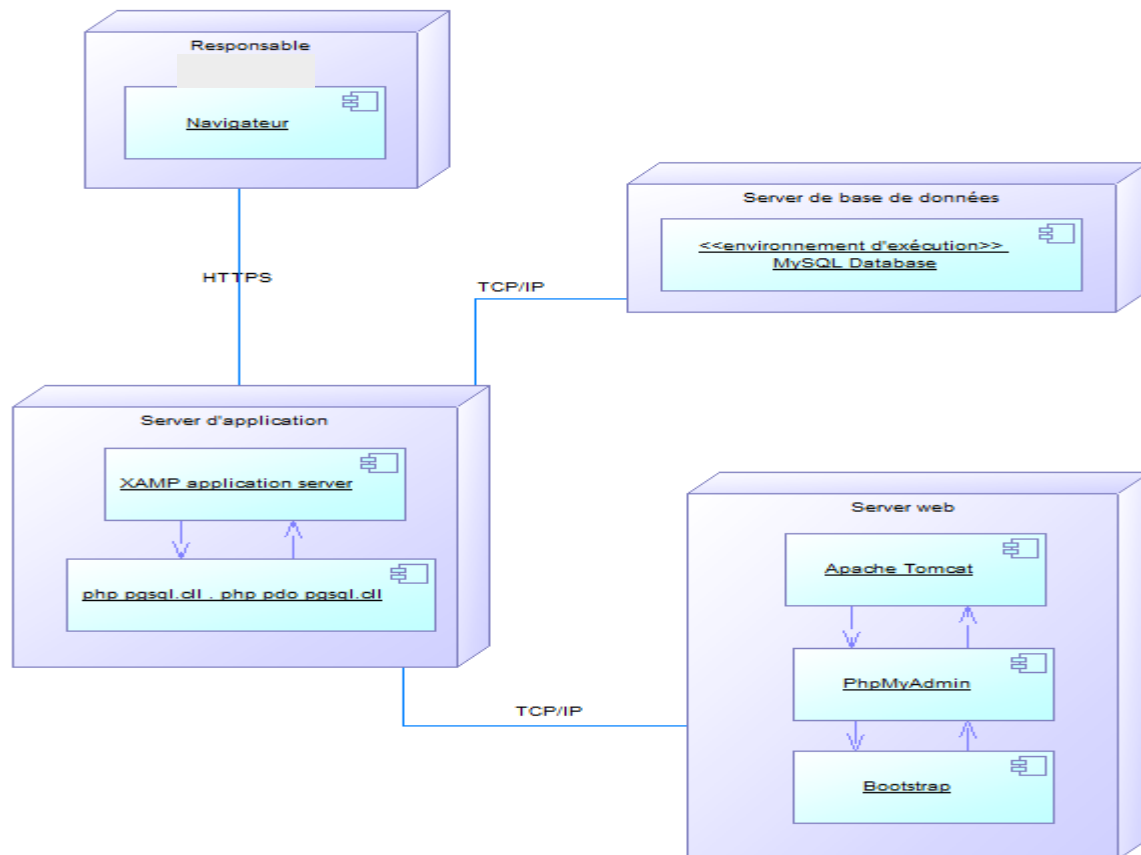 Responsable
Navigateur
HTTPS
Server de base de données
<<environnement d'exécution>>
MySQL Database
TCP/IP
Server d'application
XAMP application server
php pgsql.dll . php pdo pgsql.dll
TCP/IP
Server web
Apache Tomcat
PhpMyAdmin
Bootstrap